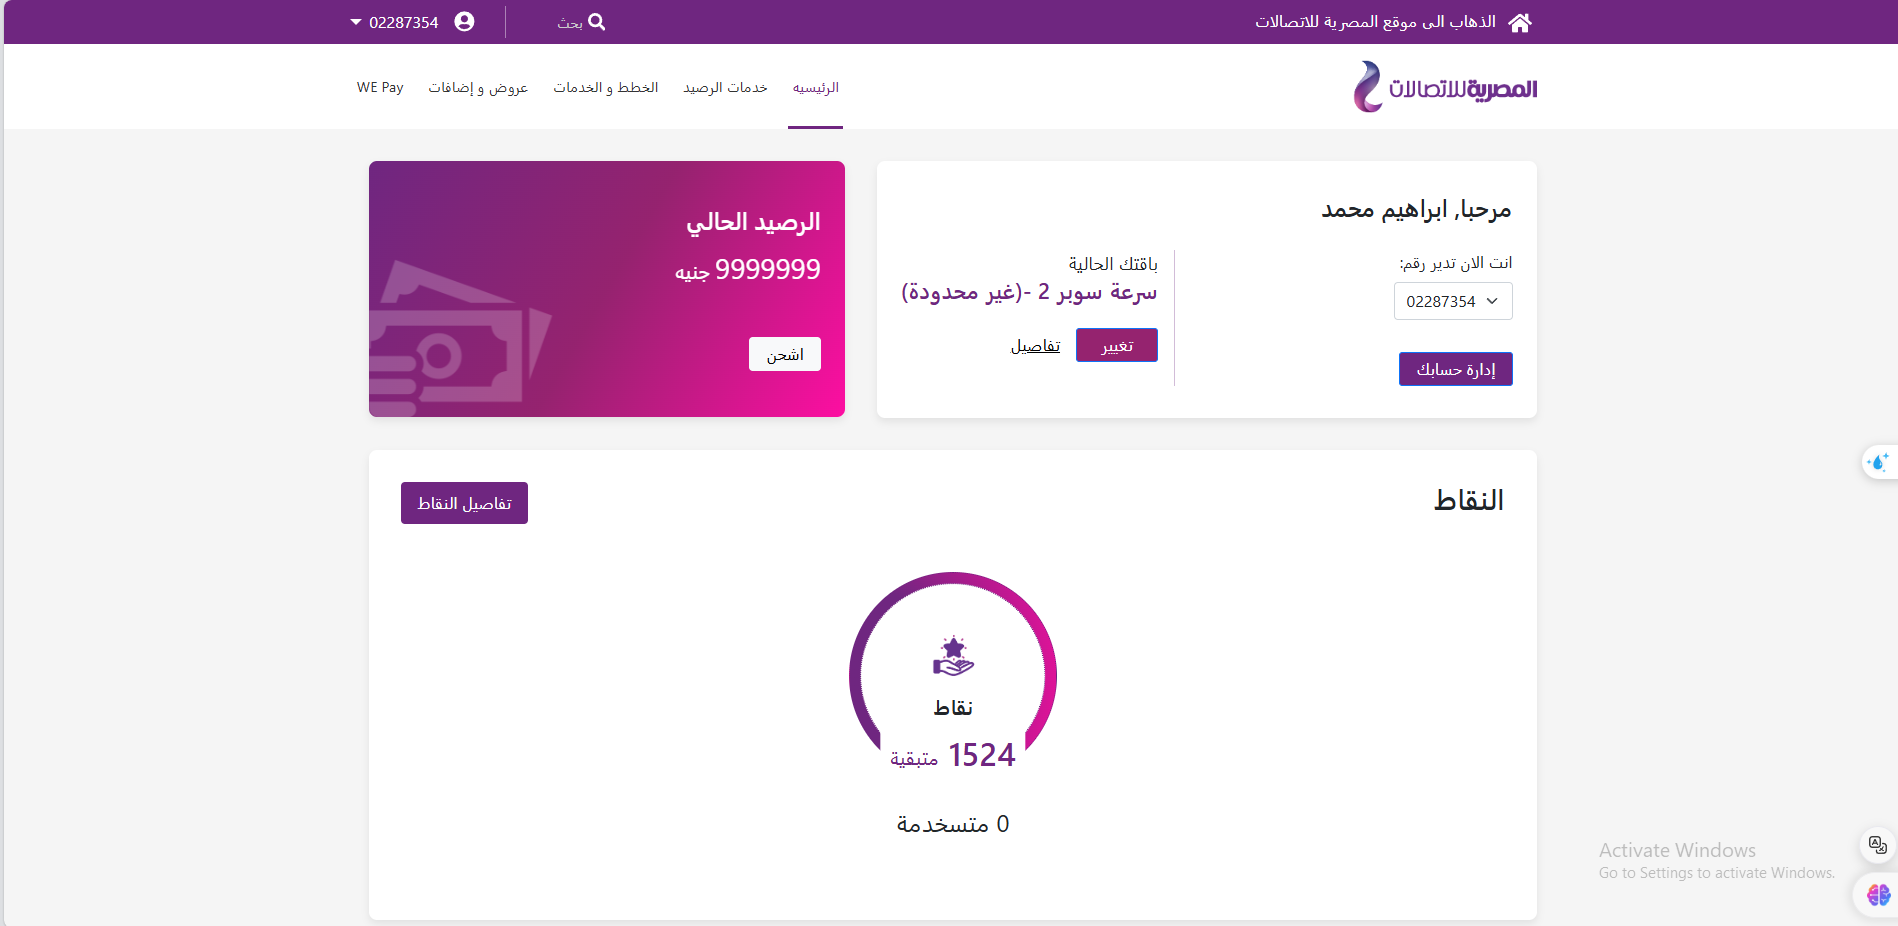 الذهاب الى موقع المصرية للاتصالات
بحث
02287354
المصرية للاتصالات
الرئيسيه
خدمات الرصيد
الخطط و الخدمات
عروض و إضافات
WE Pay
مرحبا, ابراهيم محمد
انت الان تدير رقم:
02287354
إدارة حسابك
باقتك الحالية
سرعة سوبر 2 -(غير محدودة)
تغيير
تفاصيل
الرصيد الحالي
9999999 جنيه
اشحن
النقاط
تفاصيل النقاط
نقاط
1524 متبقية
0 متسخدمة
Activate Windows
Go to Settings to activate Windows.